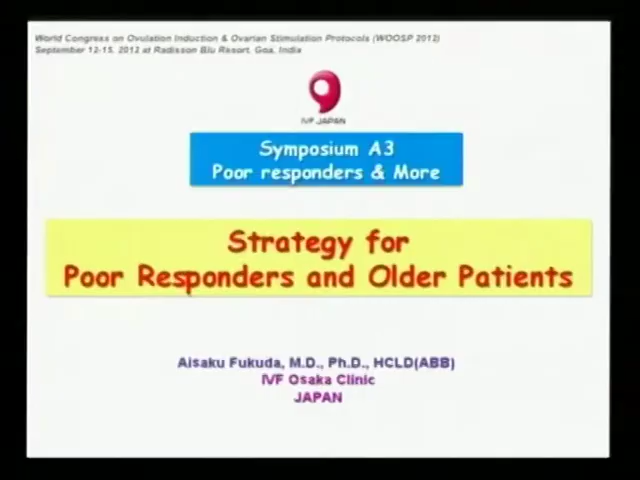 World Congress on Ovulation Induction & Ovarian Stimulation Protocols (WOOSP 2012)
September 12-15, 2012 at Radisson Blu Resort, Goa, India
IVF JAPAN
Symposium A3
Poor responders & More
Strategy for
Poor Responders and Older Patients
Aisaku Fukuda, M.D., Ph.D., HCLD(ABB)
IVF Osaka Clinic
JAPAN